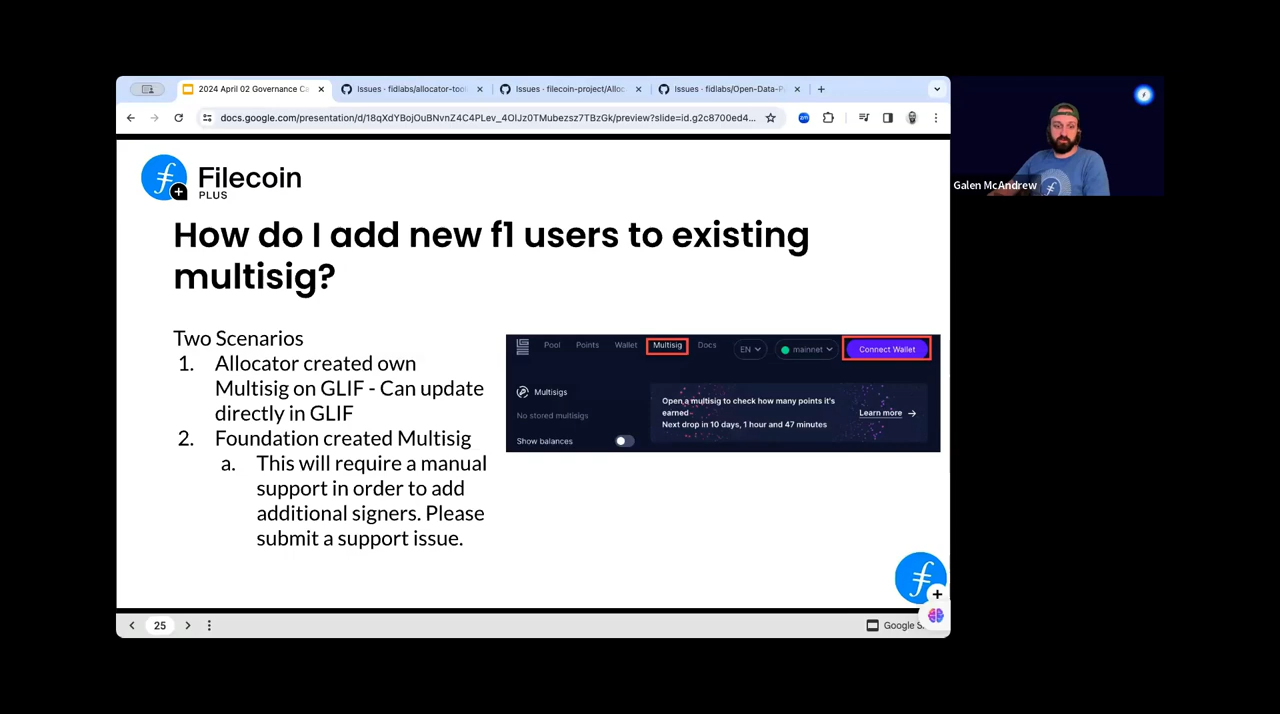 2024 April 02 Governance Ca
Issues · fidlabs/allocator-tool
Issues · filecoin-project/Alloc
Issues · fidlabs/Open-Data-Pa
docs.google.com/presentation/d/18qXdYBojOuBNvnZ4C4PLev_4OIJz0TMubezsz7TBzGk/preview?slide=id.g2c8700ed4...
Galen McAndrew
Filecoin
PLUS
How do I add new f1 users to existing
multisig?
Two Scenarios
1. Allocator created own
Multisig on GLIF - Can update
directly in GLIF
2. Foundation created Multisig
a. This will require a manual
support in order to add
additional signers. Please
submit a support issue.
Pool Points Wallet Multisig Docs EN mainnet Connect Wallet
Multisigs
No stored multisigs
Show balances
Open a multisig to check how many points it's
earned
Next drop in 10 days, 1 hour and 47 minutes
Learn more
25
Google S